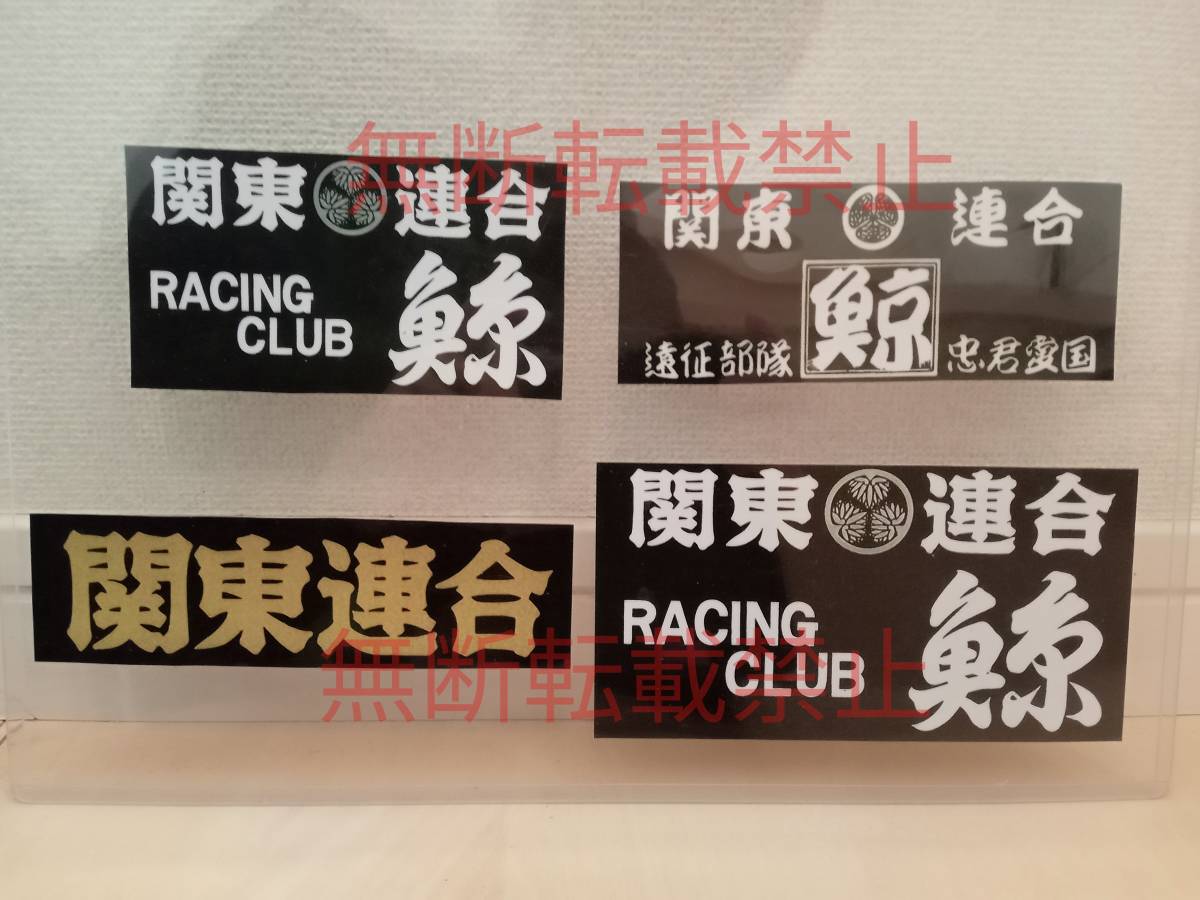 無断転載禁止
関東 連合
RACING
CLUB
鯨
関東 連合
鯨
遠征部隊
忠君愛国
関東連合
関東 連合
RACING
CLUB
鯨
無断転載禁止